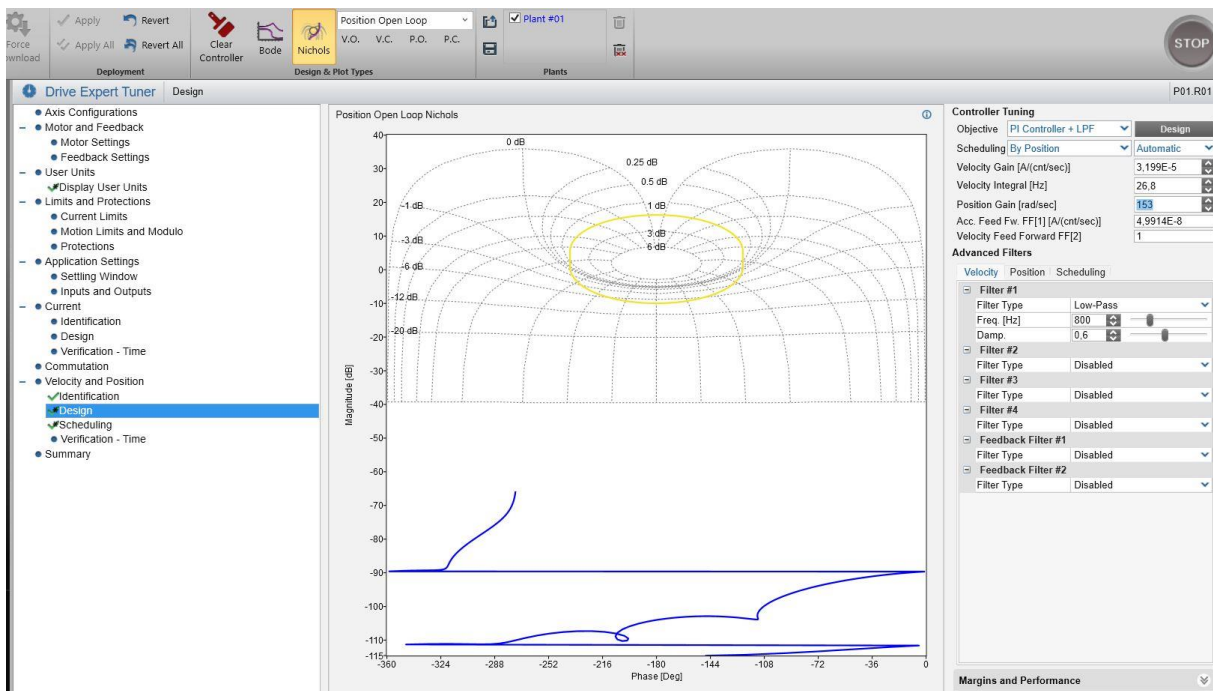 Apply
Revert
Position Open Loop
Plant #01
Force
Apply All
Revert All
Clear
Controller
Bode
Nichols
V.O. V.C. P.O. P.C.
STOP
Deployment
Design & Plot Types
Plants
Drive Expert Tuner Design
P01.R01
Axis Configurations
Motor and Feedback
Motor Settings
Feedback Settings
User Units
Display User Units
Limits and Protections
Current Limits
Motion Limits and Modulo
Protections
Application Settings
Settling Window
Inputs and Outputs
Current
Identification
Design
Verification - Time
Commutation
Velocity and Position
Identification
Design
Scheduling
Verification - Time
Summary
Position Open Loop Nichols
Magnitude [dB]
40
30
20
10
0
-10
-20
-30
-40
-50
-60
-70
-80
-90
-100
-110
-115
0 dB
0.25 dB
0.5 dB
1 dB
3 dB
6 dB
-1 dB
-3 dB
-6 dB
-12 dB
-20 dB
-360 -324 -288 -252 -216 -180 -144 -108 -72 -36 0
Phase [Deg]
Controller Tuning
Objective PI Controller + LPF Design
Scheduling By Position Automatic
Velocity Gain [A/(cnt/sec)] 3,199E-5
Velocity Integral [Hz] 26,8
Position Gain [rad/sec] 153
Acc. Feed Fw. FF[1] [A/(cnt/sec)] 4,9914E-8
Velocity Feed Forward FF[2] 1
Advanced Filters
Velocity Position Scheduling
Filter #1
Filter Type Low-Pass
Freq. [Hz] 800
Damp. 0,6
Filter #2
Filter Type Disabled
Filter #3
Filter Type Disabled
Filter #4
Filter Type Disabled
Feedback Filter #1
Filter Type Disabled
Feedback Filter #2
Filter Type Disabled
Margins and Performance